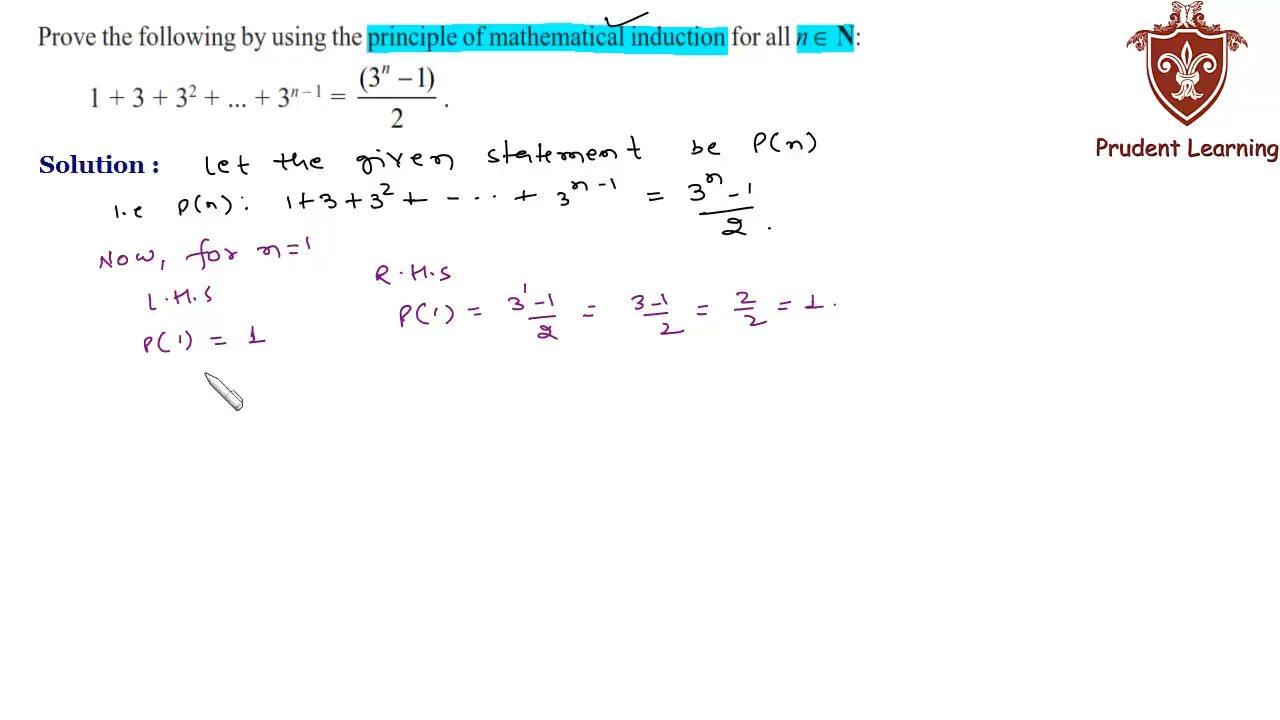 Prove the following by using the principle of mathematical induction for all n ∈ N:
1 + 3 + 3² + ... + 3ⁿ⁻¹ = (3ⁿ − 1)/2 .
Prudent Learning
Solution : Let the given statement be P(n)
i.e P(n): 1+3+3²+ - . . . + 3ⁿ⁻¹ = 3ⁿ-1/2 .
Now, for n=1
L.H.S
P(1) = 1
R.H.S
P(1) = 3¹-1/2 = 3-1/2 = 2/2 = 1.